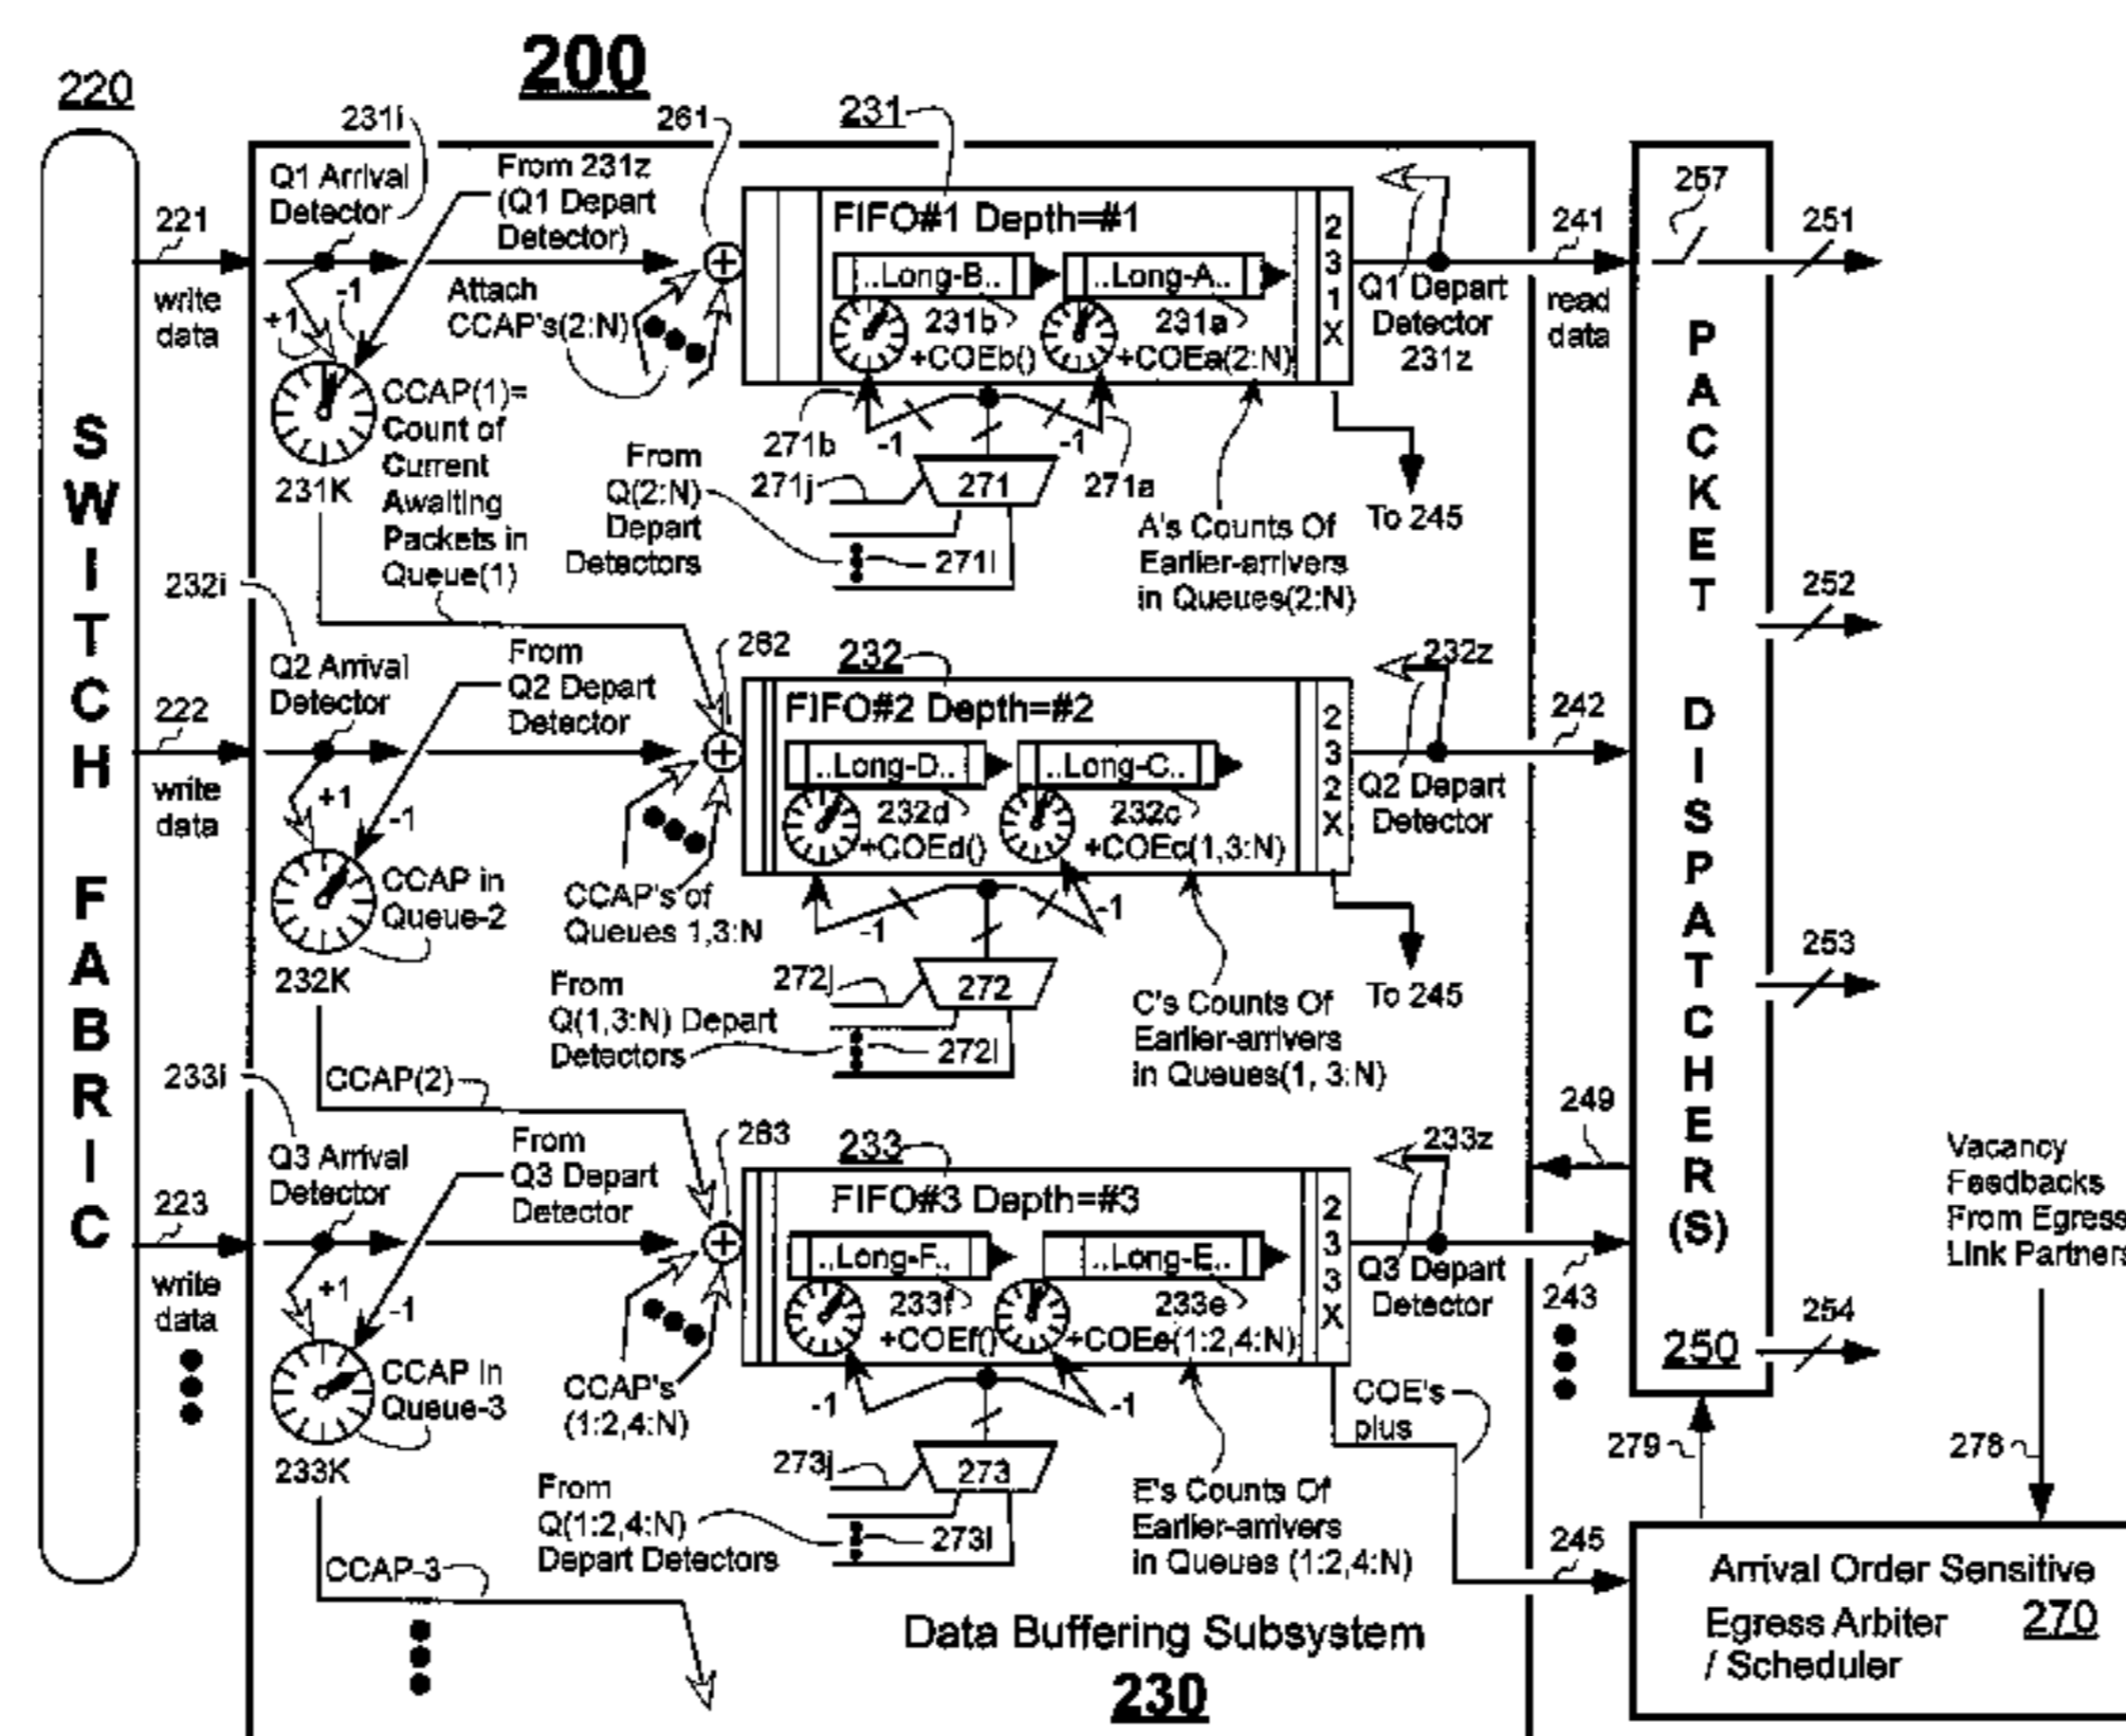 200
220
231i
261
231
Q1 Arrival
Detector
From 231z
(Q1 Depart
Detector)
221
write
data
+1
-1
Attach
CCAP's(2:N)
FIFO#1 Depth=#1
..Long-B..
..Long-A..
231b
231a
+COEb()
+COEa(2:N)
231X
Q1 Depart
Detector
231z
241
read
data
257
251
CCAP(1)=
Count of
Current
Awaiting
Packets in
Queue(1)
231K
271b
-1
-1
271a
From
Q(2:N)
Depart
Detectors
271j
271
271i
A's Counts Of
Earlier-arrivers
in Queues(2:N)
To 245
SWITCH FABRIC
PACKET DISPATCHER(S)
250
252
232i
Q2 Arrival
Detector
From
Q2 Depart
Detector
262
232
232z
222
write
data
+1
-1
FIFO#2 Depth=#2
..Long-D..
..Long-C..
232d
232c
+COEd()
+COEc(1,3:N)
232X
Q2 Depart
Detector
242
CCAP in
Queue-2
232K
CCAP's of
Queues 1,3:N
-1
-1
272j
272
272i
From
Q(1,3:N) Depart
Detectors
C's Counts Of
Earlier-arrivers
in Queues(1, 3:N)
To 245
253
233i
CCAP(2)
Q3 Arrival
Detector
From
Q3 Depart
Detector
263
233
233z
249
Vacancy
Feedbacks
From Egress
Link Partners
223
write
data
+1
-1
FIFO#3 Depth=#3
..Long-F..
..Long-E..
233f
233e
+COEf()
+COEe(1:2,4:N)
233X
Q3 Depart
Detector
243
254
CCAP in
Queue-3
233K
CCAP's
(1:2,4:N)
-1
-1
COE's
plus
273j
273
273i
From
Q(1:2,4:N)
Depart Detectors
E's Counts Of
Earlier-arrivers
in Queues (1:2,4:N)
279
278
245
CCAP-3
Data Buffering Subsystem
230
Arrival Order Sensitive
Egress Arbiter
/ Scheduler
270